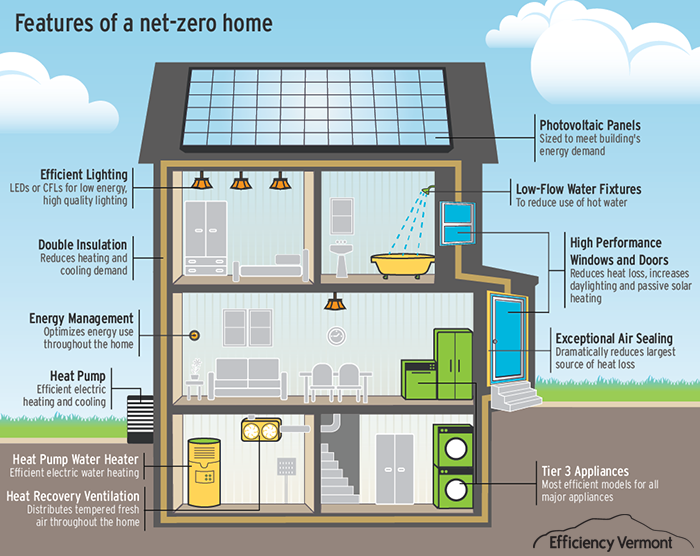 Features of a net-zero home
Photovoltaic Panels
Sized to meet building's
energy demand
Efficient Lighting
LEDs or CFLs for low energy,
high quality lighting
Low-Flow Water Fixtures
To reduce use of hot water
Double Insulation
Reduces heating and
cooling demand
High Performance
Windows and Doors
Reduces heat loss, increases
daylighting and passive solar
heating
Energy Management
Optimizes energy use
throughout the home
Exceptional Air Sealing
Dramatically reduces largest
source of heat loss
Heat Pump
Efficient electric
heating and cooling
Heat Pump Water Heater
Efficient electric water heating
Heat Recovery Ventilation
Distributes tempered fresh
air throughout the home
Tier 3 Appliances
Most efficient models for all
major appliances
Efficiency Vermont